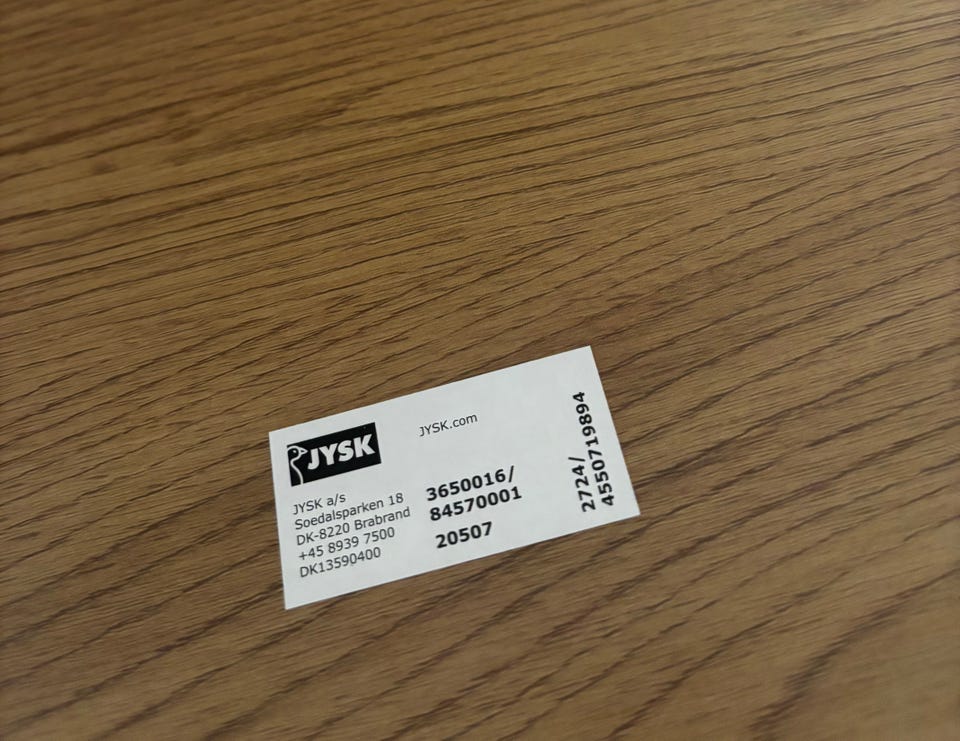 JYSK
JYSK.com
JYSK a/s
Soedalsparken 18
DK-8220 Brabrand
+45 8939 7500
DK13590400
3650016/
84570001
20507
2724/
4550719894